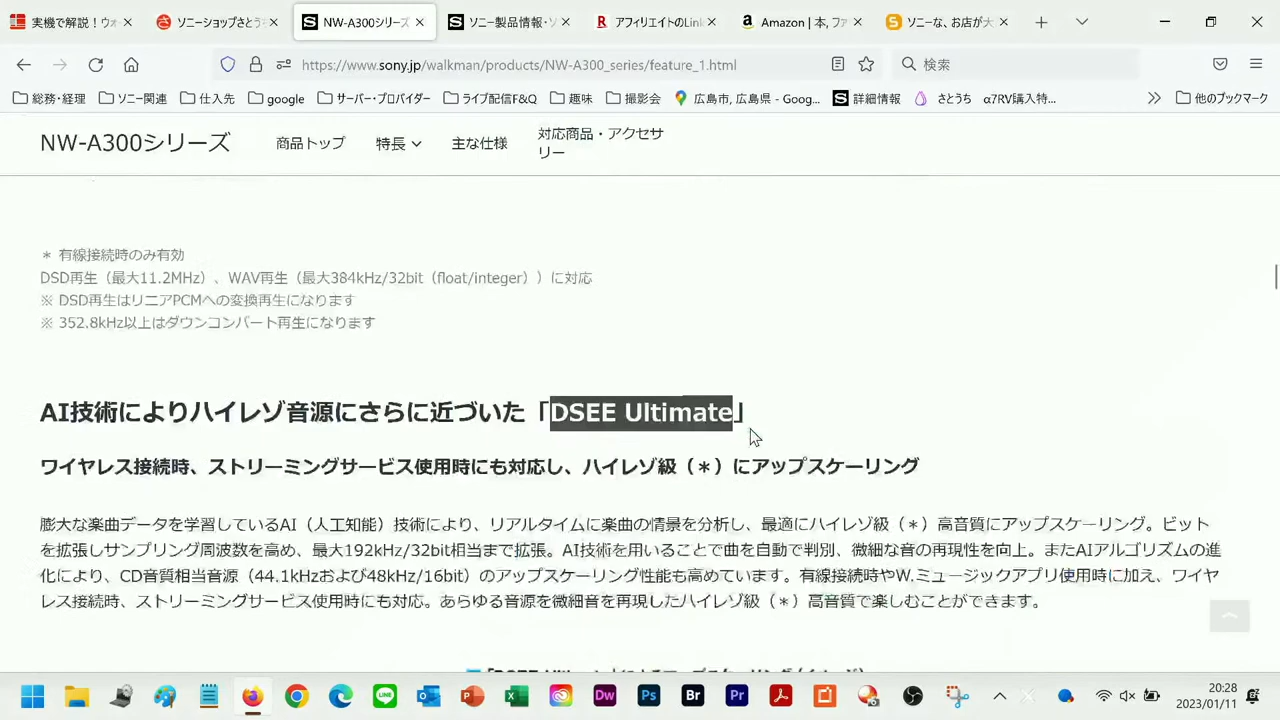 実機で解説！ウォ
ソニーショップさとう
NW-A300シリーズ
ソニー製品情報・ソ
アフィリエイトのLink
Amazon | 本, ファ
ソニーな、お店が大
https://www.sony.jp/walkman/products/NW-A300_series/feature_1.html
検索
総務・経理
ソニー関連
仕入先
google
サーバー・プロバイダー
ライブ配信F&Q
趣味
撮影会
広島市, 広島県 - Goog...
詳細情報
さとうち　α7RV購入特...
他のブックマーク
NW-A300シリーズ
商品トップ
特長
主な仕様
対応商品・アクセサ
リー
＊ 有線接続時のみ有効
DSD再生（最大11.2MHz）、WAV再生（最大384kHz/32bit（float/integer））に対応
※ DSD再生はリニアPCMへの変換再生になります
※ 352.8kHz以上はダウンコンバート再生になります
AI技術によりハイレゾ音源にさらに近づいた「DSEE Ultimate」
ワイヤレス接続時、ストリーミングサービス使用時にも対応し、ハイレゾ級（＊）にアップスケーリング
膨大な楽曲データを学習しているAI（人工知能）技術により、リアルタイムに楽曲の情景を分析し、最適にハイレゾ級（＊）高音質にアップスケーリング。ビット
を拡張しサンプリング周波数を高め、最大192kHz/32bit相当まで拡張。AI技術を用いることで曲を自動で判別、微細な音の再現性を向上。またAIアルゴリズムの進
化により、CD音質相当音源（44.1kHzおよび48kHz/16bit）のアップスケーリング性能も高めています。有線接続時やW.ミュージックアプリ使用時に加え、ワイヤ
レス接続時、ストリーミングサービス使用時にも対応。あらゆる音源を微細音を再現したハイレゾ級（＊）高音質で楽しむことができます。
20:28
2023/01/11